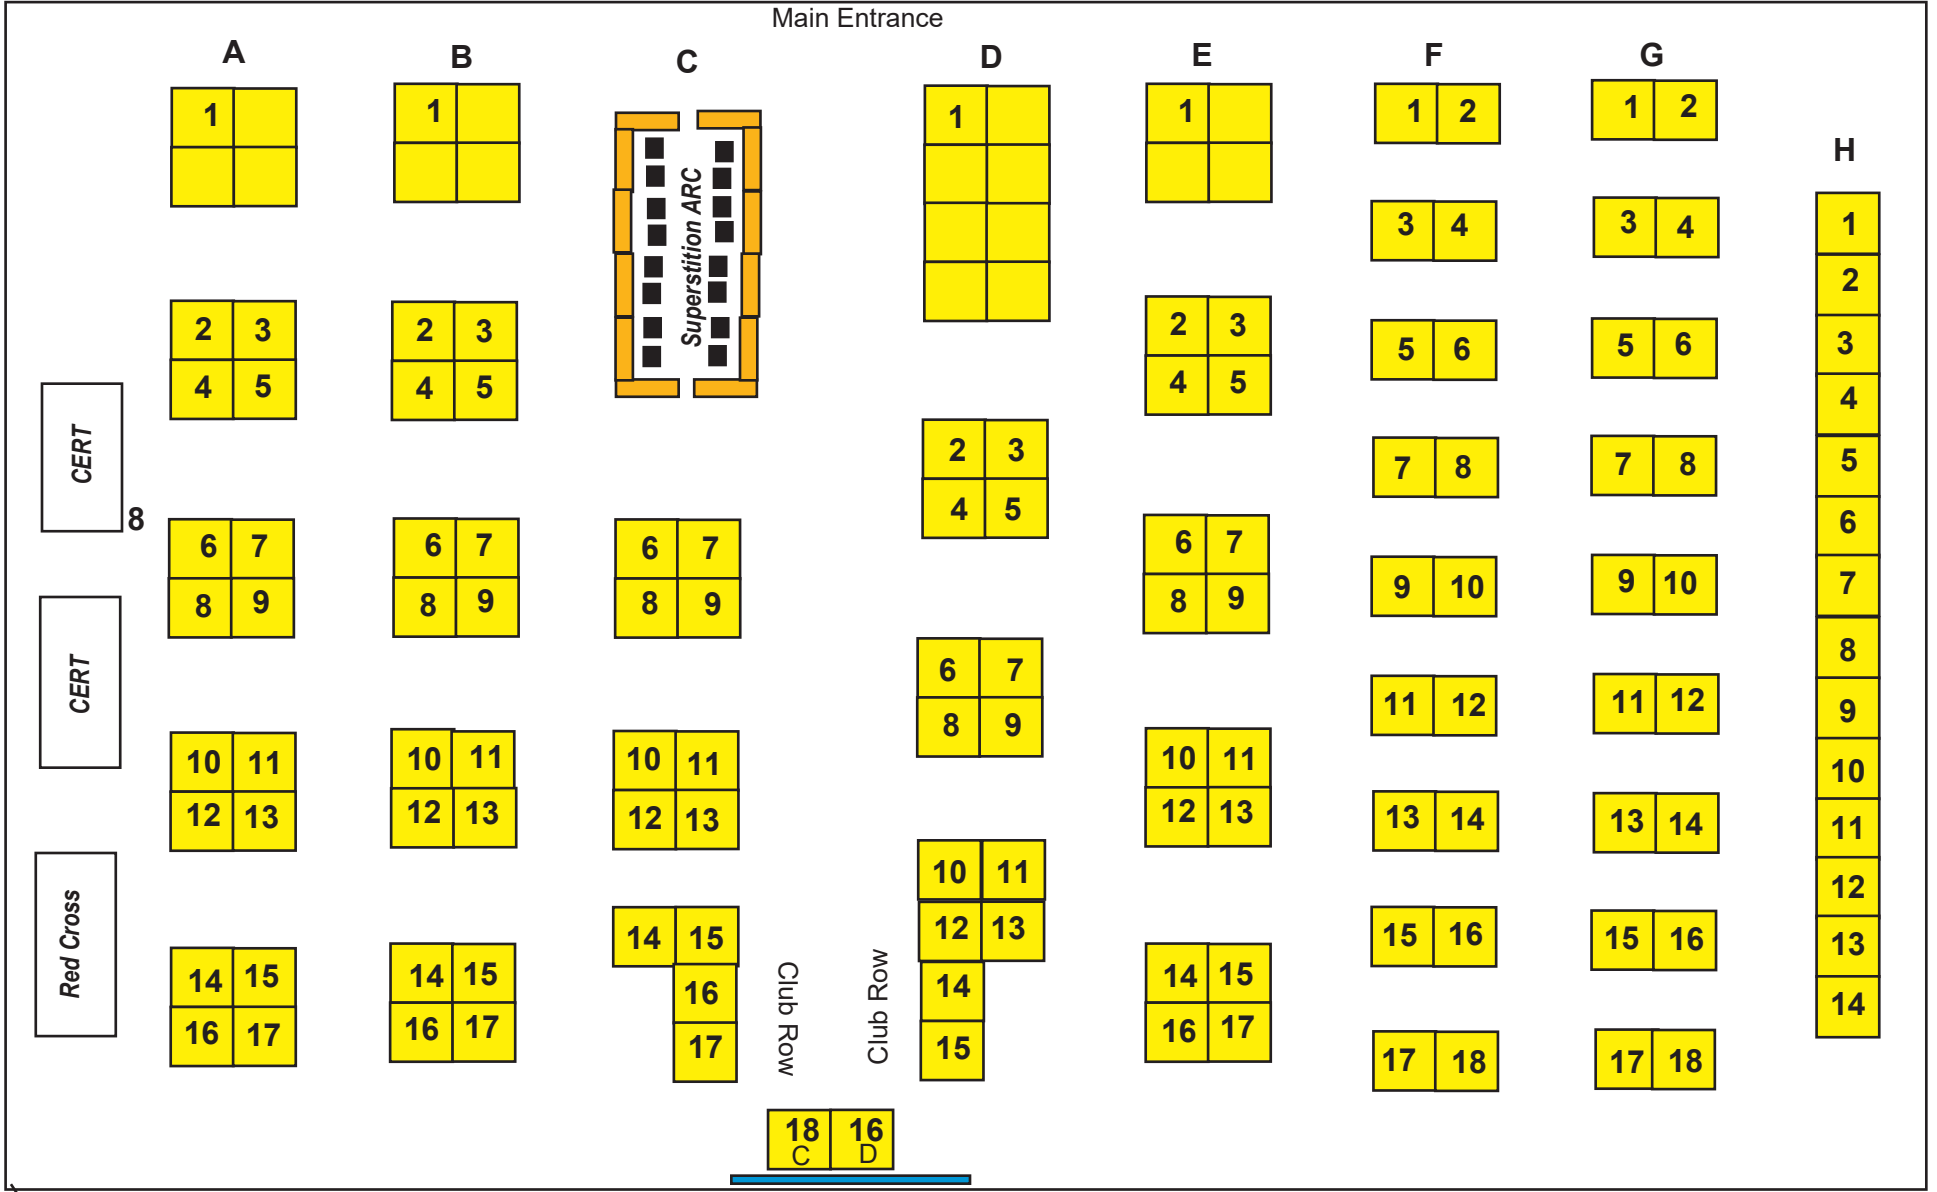 Main Entrance
A B C D E F G
H
1 1 1 1 1 2 1 2
3 4 3 4 1
2
2 3 2 3 Superstition ARC 2 3 5 6 5 6 3
4 5 4 5 4 5 4
CERT 2 3 7 8 7 8 5
8 4 5 6
6 7 6 7 6 7 6 7 9 10 9 10 7
8 9 8 9 8 9 8 9
CERT 6 7 11 12 11 12 8
8 9 9
10 11 10 11 10 11 10 11 10
12 13 12 13 12 13 12 13 13 14 13 14 11
10 11 12
Red Cross 14 15 12 13 15 16 15 16 13
14 15 14 15 16 Club Row Club Row 14 14 15 14
16 17 16 17 17 15 16 17 17 18 17 18
18 16
C D